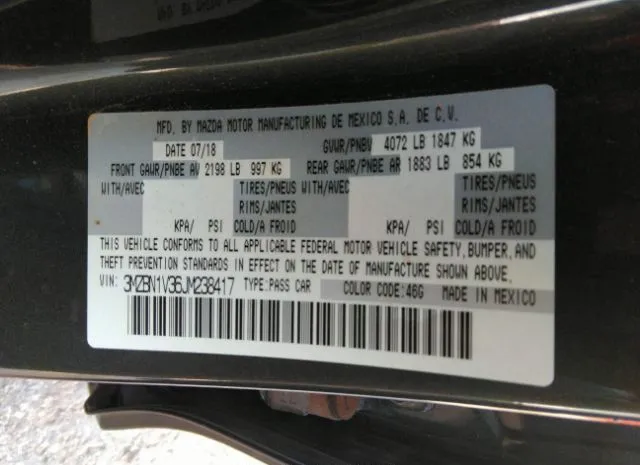 MFD. BY MAZDA MOTOR MANUFACTURING DE MEXICO S.A. DE C.V.
DATE 07/18 GVWR/PNBV 4072 LB 1847 KG
FRONT GAWR/PNBE AV 2198 LB 997 KG REAR GAWR/PNBE AR 1883 LB 854 KG
WITH/AVEC TIRES/PNEUS WITH/AVEC TIRES/PNEUS
RIMS/JANTES RIMS/JANTES
KPA/ PSI COLD/A FROID KPA/ PSI COLD/A FROID
THIS VEHICLE CONFORMS TO ALL APPLICABLE FEDERAL MOTOR VEHICLE SAFETY, BUMPER, AND
THEFT PREVENTION STANDARDS IN EFFECT ON THE DATE OF MANUFACTURE SHOWN ABOVE.
VIN: 3MZBN1V36JM238417 TYPE:PASS CAR COLOR CODE:46G MADE IN MEXICO